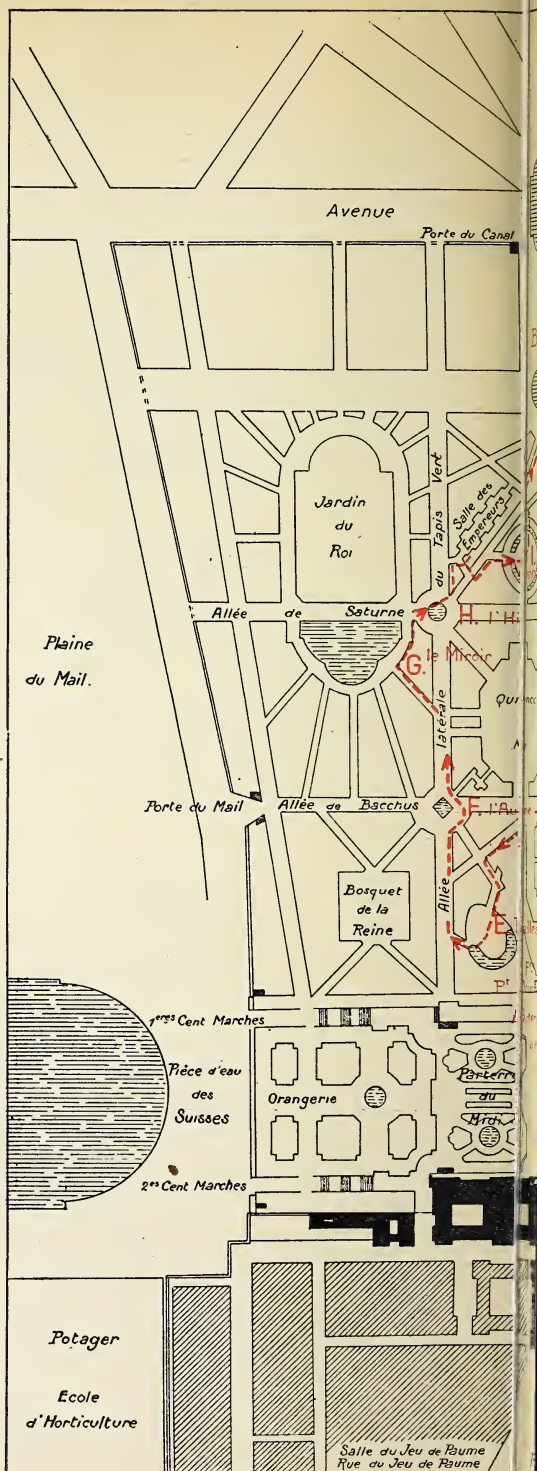 Avenue
Porte du Canal
Jardin
du
Roi
Allée latérale du Tapis Vert
Salle des
Empereurs
Allée de Saturne
H. l'Hi
G. le Miroir
Plaine
du Mail.
Porte du Mail
Allée de Bacchus
F.
Bosquet
de la
Reine
E.
1eres Cent Marches
Pièce d'eau
des
Suisses
Orangerie
Parterre
du
Midi
2es Cent Marches
Potager
Ecole
d'Horticulture
Salle du Jeu de Paume
Rue du Jeu de Paume